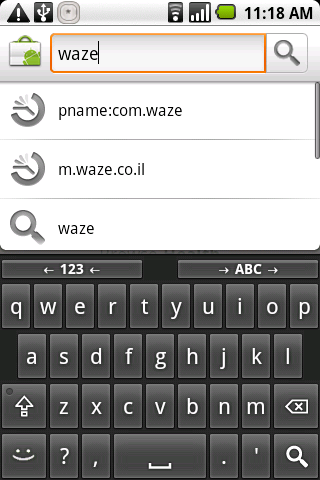 11:18 AM
waze
pname:com.waze
m.waze.co.il
waze
← 123 ← → ABC →
q w e r t y u i o p
a s d f g h j k l
z x c v b n m
? , . '